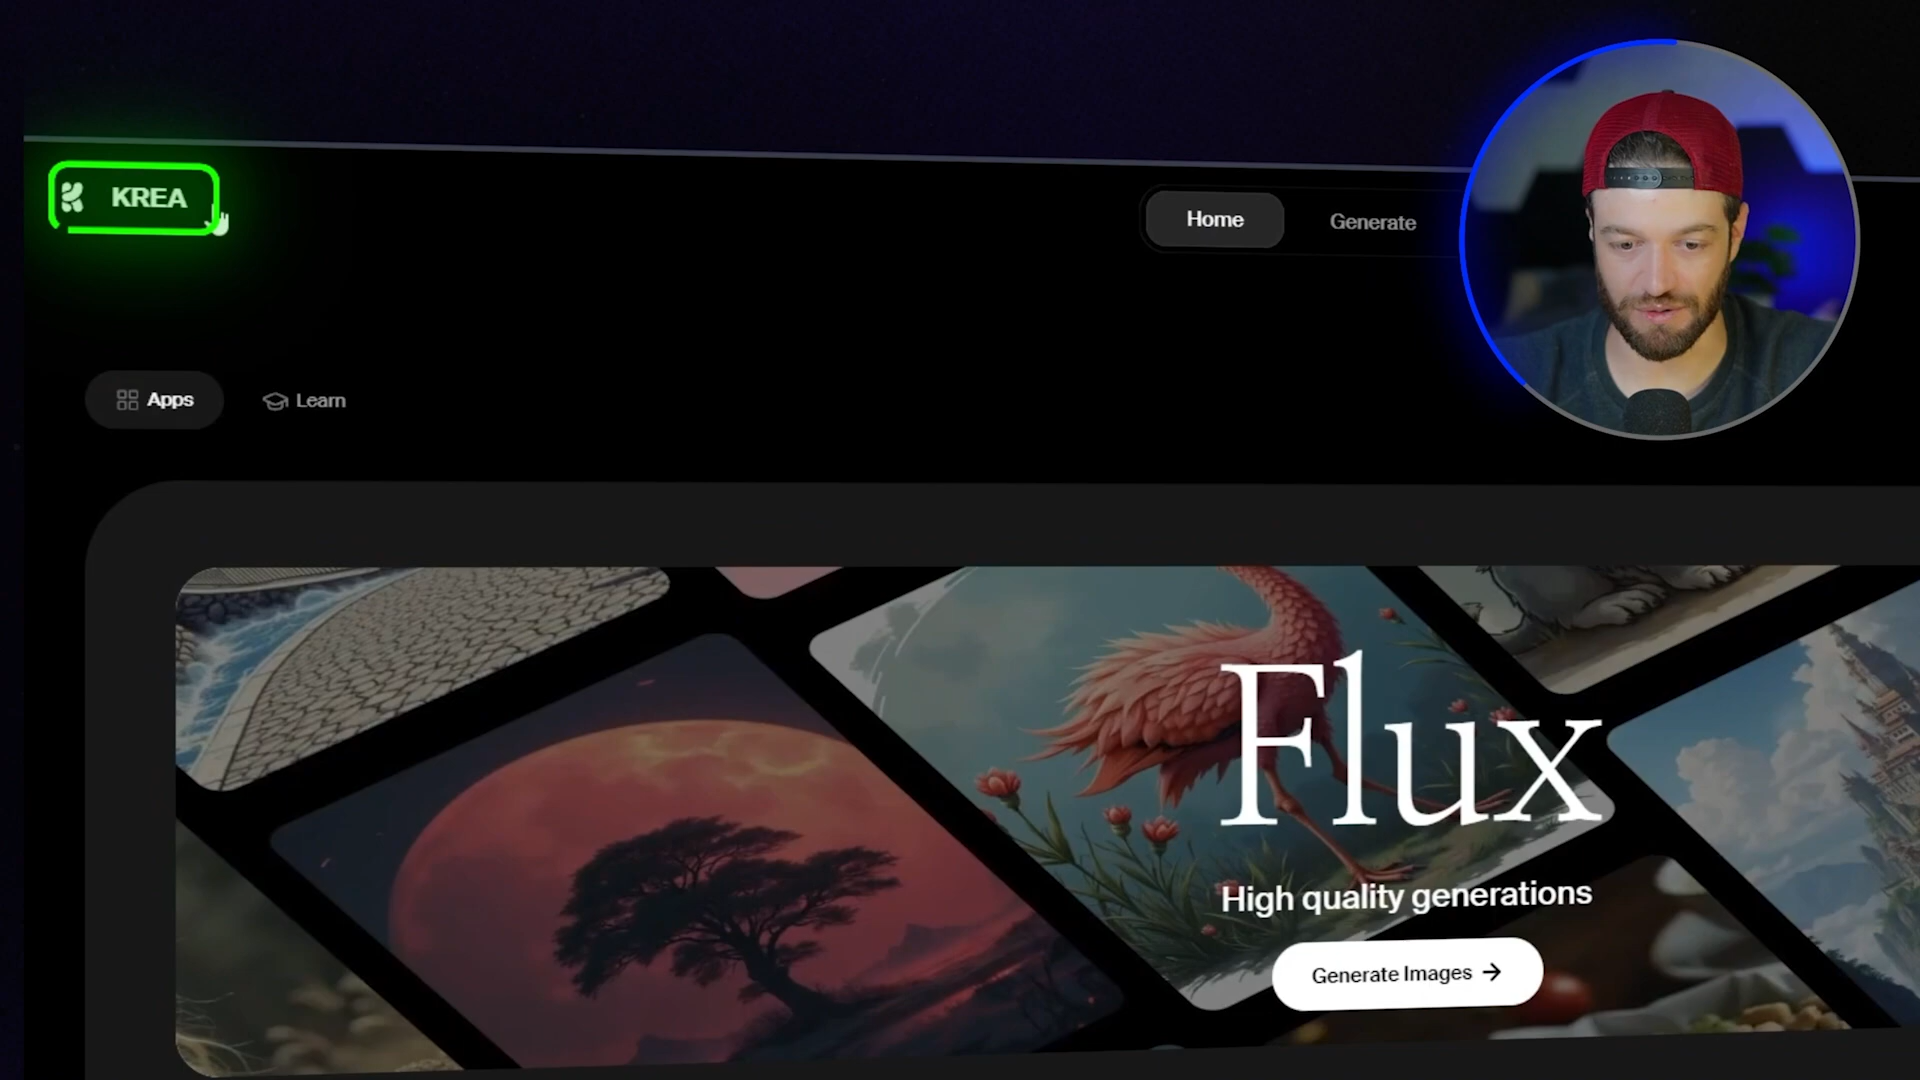 KREA
Home
Generate
Apps
Learn
Flux
High quality generations
Generate Images →